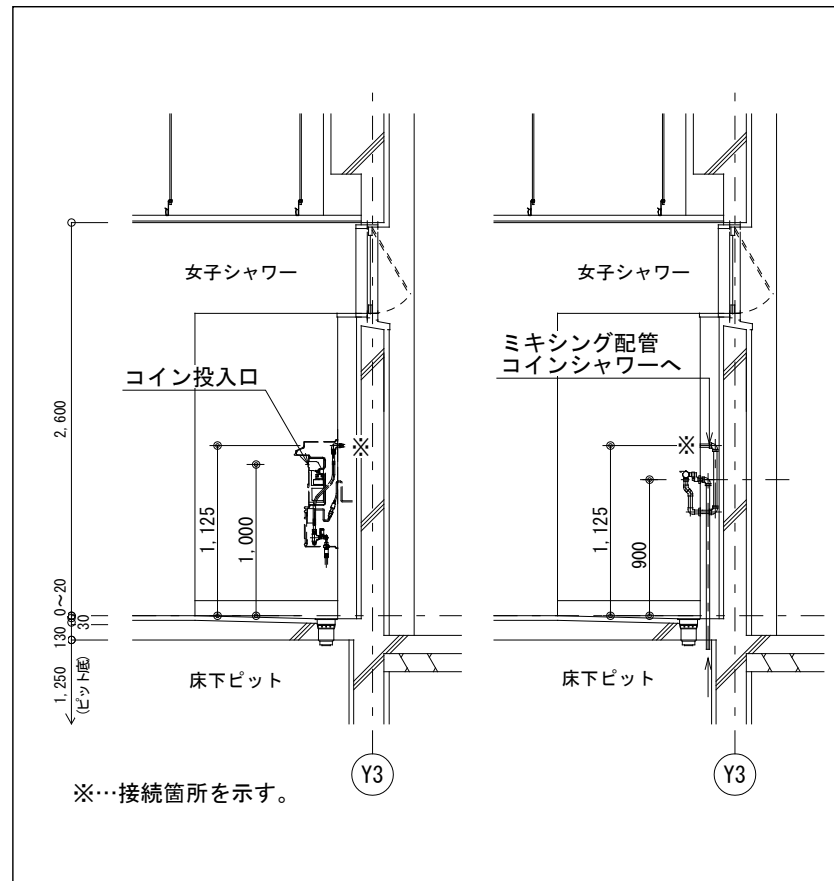 女子シャワー
女子シャワー
ミキシング配管
コインシャワーへ
コイン投入口
2,600
※
※
1,125
1,000
1,125
900
0～20
30
130
1,250
(ピット底)
床下ピット
床下ピット
Y3
Y3
※…接続箇所を示す。